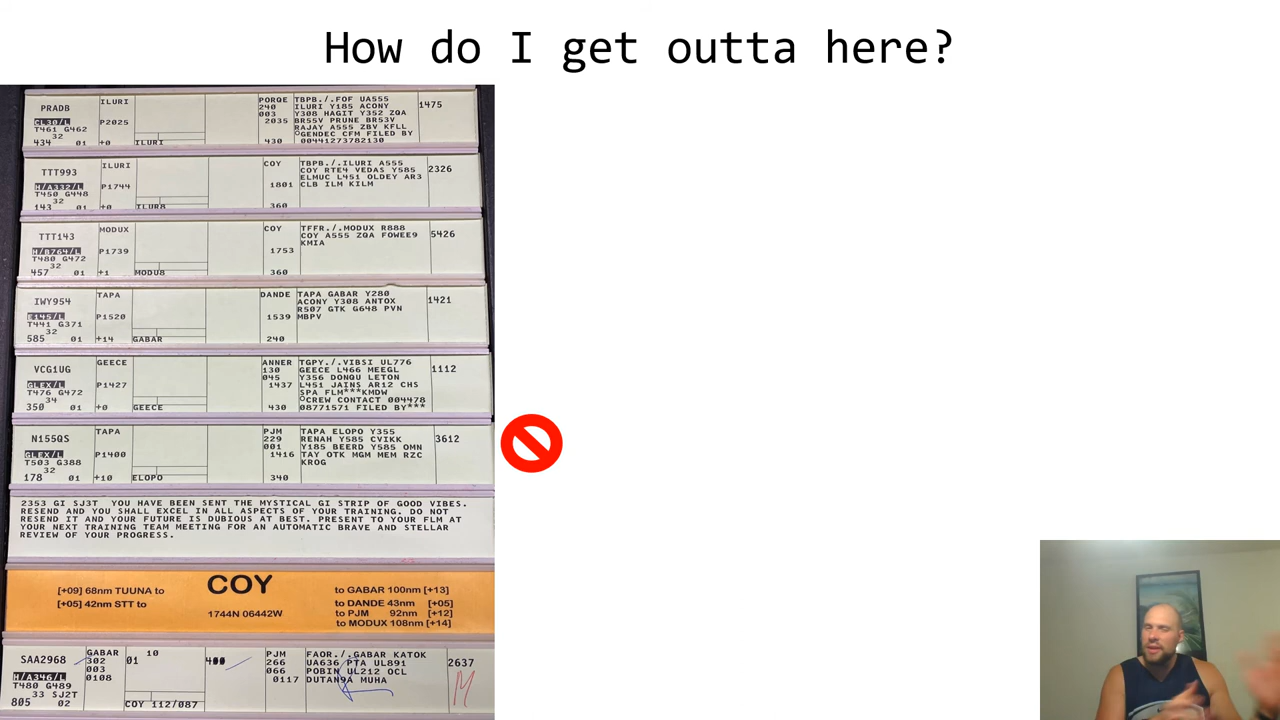 How do I get outta here?
PRADB
CL30/L
T461 G462
32
434 01
ILURI
P2025
+0
ILURI
PORGE
240
003
2035
430
TBPB./.FOF UA555
ILURI Y185 ACONY
Y308 HAGIT Y352 ZQA
BR55V PRUNE BR53V
RAJAY A555 ZBV KFLL
°GENDEC CFM FILED BY
00441273782130
1475
TTT993
H/A332/L
T450 G448
32
143 01
ILURI
P1744
+0
ILUR8
COY
1801
360
TBPB./.ILURI A555
COY RTE4 VEDAS Y585
ELMUC L451 OLDEY AR3
CLB ILM KILM
2326
TTT143
H/B764/L
T480 G472
32
457 01
MODUX
P1739
+1
MODU8
COY
1753
360
TFFR./.MODUX R888
COY A555 ZQA FOWEE9
KMIA
5426
IWY954
E145/L
T441 G371
32
585 01
TAPA
P1520
+14
GABAR
DANDE
1539
240
TAPA GABAR Y280
ACONY Y308 ANTOX
R507 GTK G648 PVN
MBPV
1421
VCG1UG
GLEX/L
T476 G472
34
350 01
GEECE
P1427
+0
GEECE
ANNER
130
045
1437
430
TGPY./.VIBSI UL776
GEECE L466 MEEGL
Y356 DONQU LETON
L451 JAINS AR12 CHS
SPA FLM***KMDW
°CREW CONTACT 004478
08771571 FILED BY***
1112
N155QS
GLEX/L
T503 G388
32
178 01
TAPA
P1400
+10
ELOPO
PJM
229
001
1416
340
TAPA ELOPO Y355
RENAH Y585 CVIKK
Y185 BEERD Y585 OMN
TAY OTK MGM MEM RZC
KROG
3612
2353 GI SJ3T YOU HAVE BEEN SENT THE MYSTICAL GI STRIP OF GOOD VIBES.
RESEND AND YOU SHALL EXCEL IN ALL ASPECTS OF YOUR TRAINING. DO NOT
RESEND IT AND YOUR FUTURE IS DUBIOUS AT BEST. PRESENT TO YOUR FLM AT
YOUR NEXT TRAINING TEAM MEETING FOR AN AUTOMATIC BRAVE AND STELLAR
REVIEW OF YOUR PROGRESS.
[+09] 68nm TUUNA to
[+05] 42nm STT to
COY
1744N 06442W
to GABAR 100nm [+13]
to DANDE 43nm [+05]
to PJM 92nm [+12]
to MODUX 108nm [+14]
SAA2968
H/A346/L
T480 G489
33 SJ2T
805 02
GABAR
302
003
0108
10
01
COY 112/087
400
PJM
266
066
0117
FAOR./.GABAR KATOK
UA636 PTA UL891
POBIN UL212 OCL
DUTAN9A MUHA
2637
M